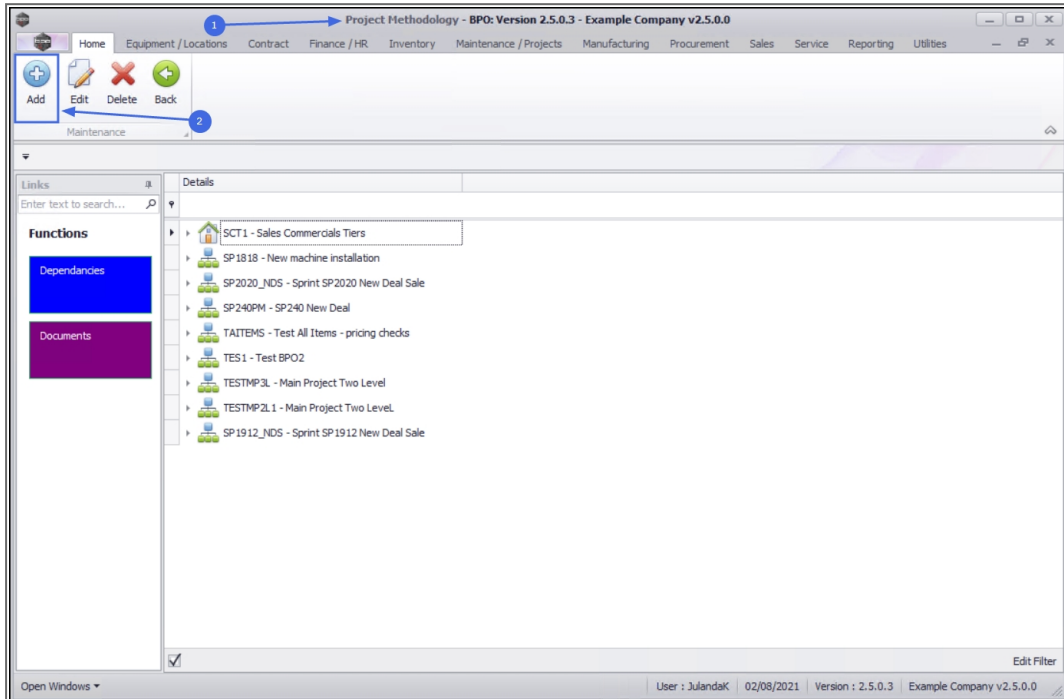 1
Project Methodology - BPO: Version 2.5.0.3 - Example Company v2.5.0.0
Home Equipment / Locations Contract Finance / HR Inventory Maintenance / Projects Manufacturing Procurement Sales Service Reporting Utilities
Add Edit Delete Back
2
Maintenance
Links
Details
Enter text to search...
Functions
SCT1 - Sales Commercials Tiers
SP1818 - New machine installation
Dependancies
SP2020_NDS - Sprint SP2020 New Deal Sale
SP240PM - SP240 New Deal
Documents
TAITEMS - Test All Items - pricing checks
TES1 - Test BPO2
TESTMP3L - Main Project Two Level
TESTMP2L1 - Main Project Two LeveL
SP1912_NDS - Sprint SP1912 New Deal Sale
Edit Filter
Open Windows
User : JulandaK 02/08/2021 Version : 2.5.0.3 Example Company v2.5.0.0